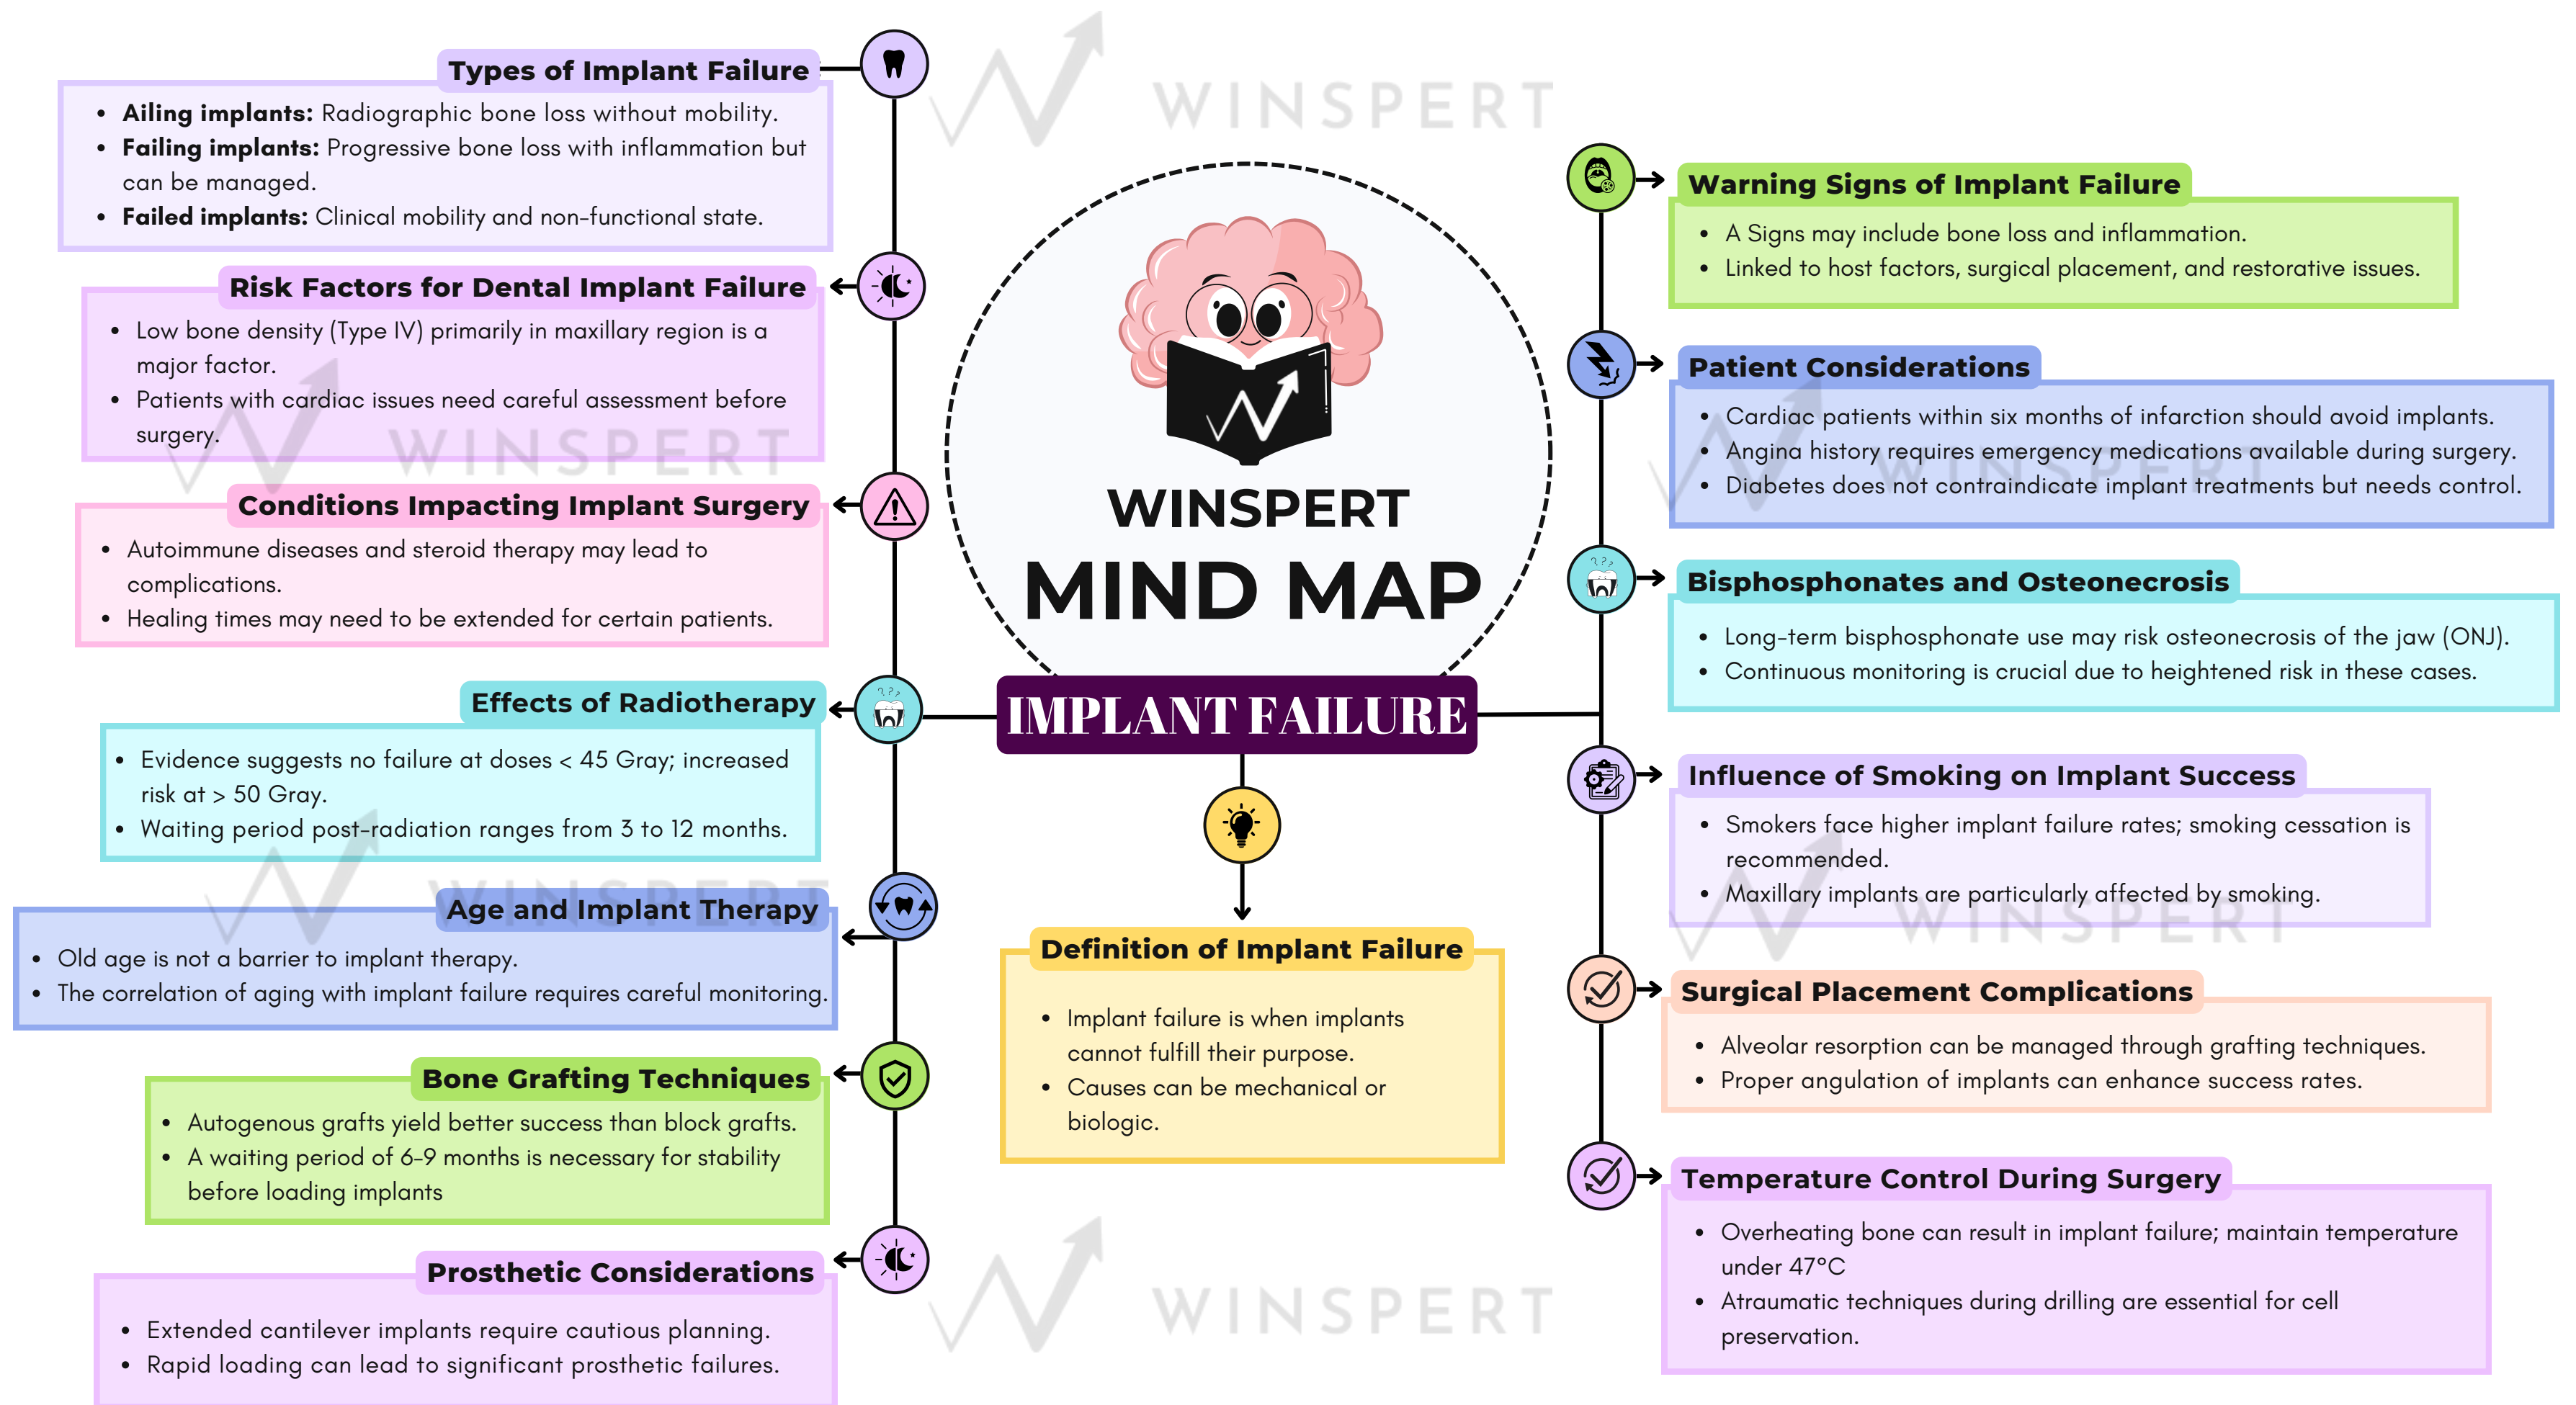 Types of Implant Failure
Ailing implants: Radiographic bone loss without mobility.
Failing implants: Progressive bone loss with inflammation but
can be managed.
Failed implants: Clinical mobility and non-functional state.
Risk Factors for Dental Implant Failure
Low bone density (Type IV) primarily in maxillary region is a
major factor.
Patients with cardiac issues need careful assessment before
surgery.
Conditions Impacting Implant Surgery
Autoimmune diseases and steroid therapy may lead to
complications.
Healing times may need to be extended for certain patients.
Effects of Radiotherapy
Evidence suggests no failure at doses < 45 Gray; increased
risk at > 50 Gray.
Waiting period post-radiation ranges from 3 to 12 months.
Age and Implant Therapy
Old age is not a barrier to implant therapy.
The correlation of aging with implant failure requires careful monitoring.
Bone Grafting Techniques
Autogenous grafts yield better success than block grafts.
A waiting period of 6-9 months is necessary for stability
before loading implants
Prosthetic Considerations
Extended cantilever implants require cautious planning.
Rapid loading can lead to significant prosthetic failures.
WINSPERT
WINSPERT
MIND MAP
IMPLANT FAILURE
Definition of Implant Failure
Implant failure is when implants
cannot fulfill their purpose.
Causes can be mechanical or
biologic.
WINSPERT
Warning Signs of Implant Failure
A Signs may include bone loss and inflammation.
Linked to host factors, surgical placement, and restorative issues.
Patient Considerations
Cardiac patients within six months of infarction should avoid implants.
Angina history requires emergency medications available during surgery.
Diabetes does not contraindicate implant treatments but needs control.
Bisphosphonates and Osteonecrosis
Long-term bisphosphonate use may risk osteonecrosis of the jaw (ONJ).
Continuous monitoring is crucial due to heightened risk in these cases.
Influence of Smoking on Implant Success
Smokers face higher implant failure rates; smoking cessation is
recommended.
Maxillary implants are particularly affected by smoking.
Surgical Placement Complications
Alveolar resorption can be managed through grafting techniques.
Proper angulation of implants can enhance success rates.
Temperature Control During Surgery
Overheating bone can result in implant failure; maintain temperature
under 47°C
Atraumatic techniques during drilling are essential for cell
preservation.
WINSPERT
WINSPERT
WINSPERT
WINSPERT